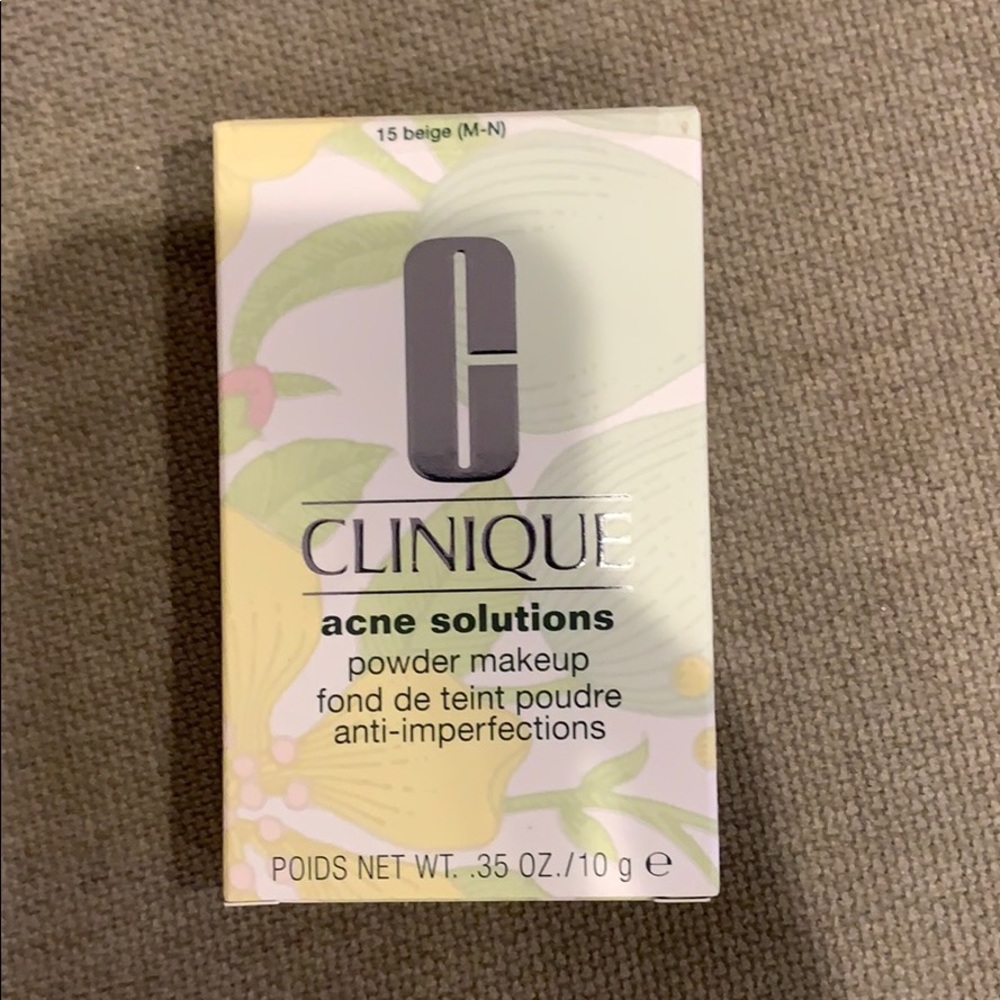 15 beige (M-N)
C
CLINIQUE
acne solutions
powder makeup
fond de teint poudre
anti-imperfections
POIDS NET WT. .35 OZ./10 g ℮